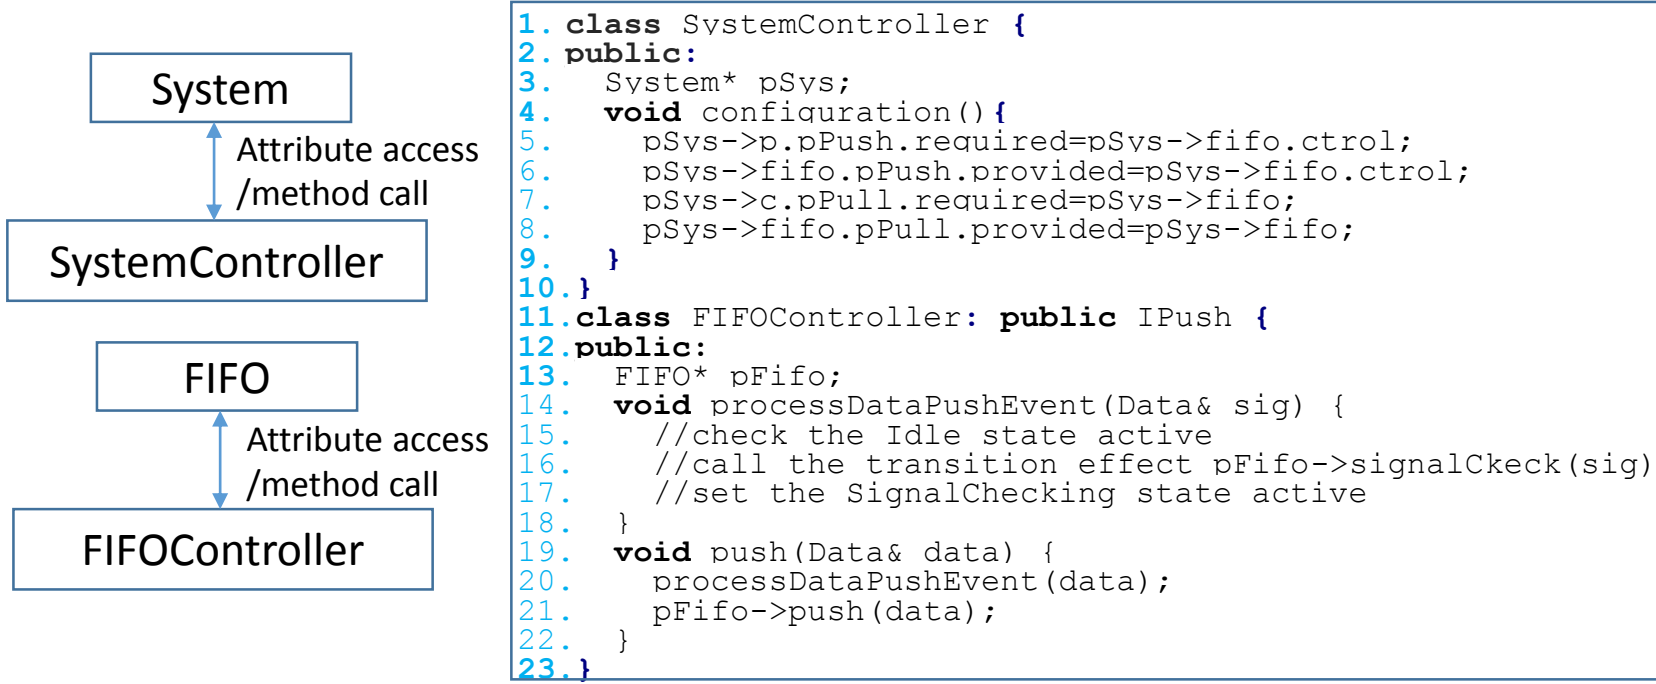 System
Attribute access
/method call
SystemController
FIFO
Attribute access
/method call
FIFOController
1. class SystemController {
2. public:
3. System* pSys;
4. void configuration(){
5. pSys->p.pPush.required=pSys->fifo.ctrol;
6. pSys->fifo.pPush.provided=pSys->fifo.ctrol;
7. pSys->c.pPull.required=pSys->fifo;
8. pSys->fifo.pPull.provided=pSys->fifo;
9. }
10.}
11.class FIFOController: public IPush {
12.public:
13. FIFO* pFifo;
14. void processDataPushEvent(Data& sig) {
15. //check the Idle state active
16. //call the transition effect pFifo->signalCkeck(sig)
17. //set the SignalChecking state active
18. }
19. void push(Data& data) {
20. processDataPushEvent(data);
21. pFifo->push(data);
22. }
23.}